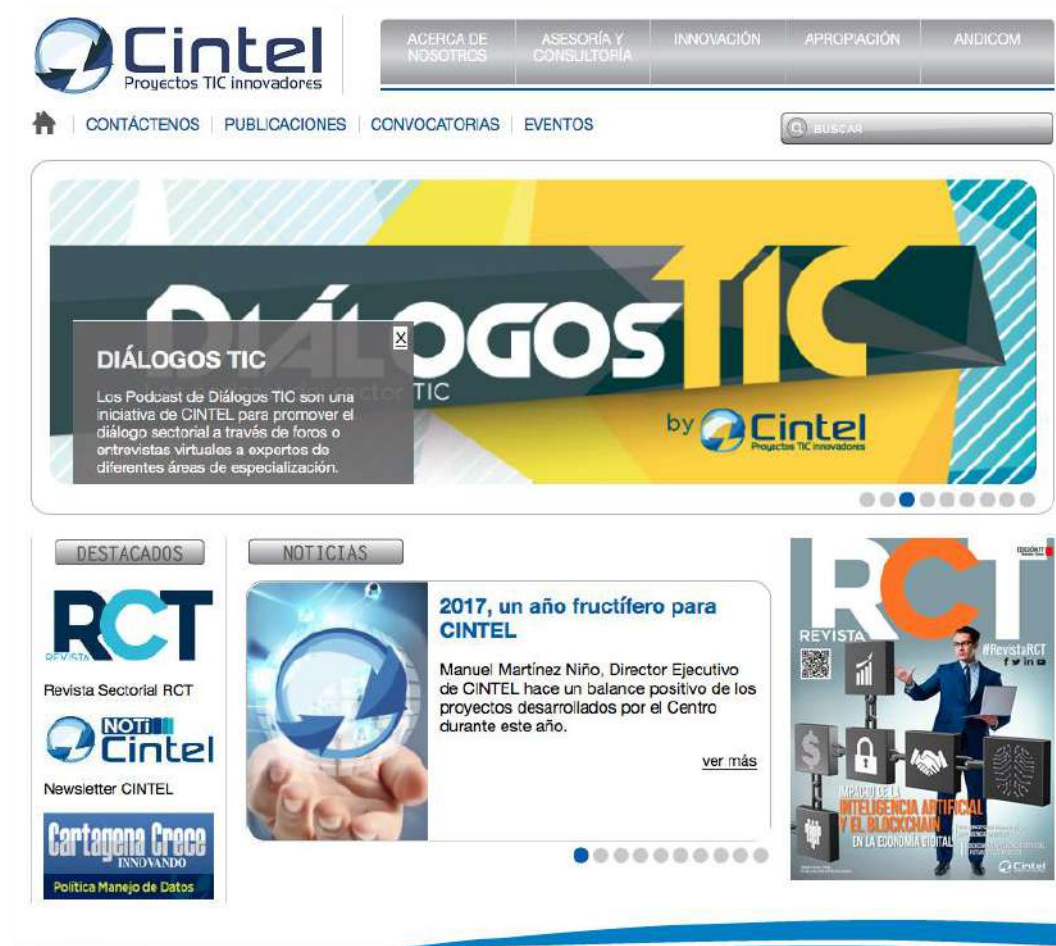 Cintel
Proyectos TIC innovadores
ACERCA DE
NOSOTROS
ASESORÍA Y
CONSULTORÍA
INNOVACIÓN
APROPIACIÓN
ANDICOM
CONTÁCTENOS
PUBLICACIONES
CONVOCATORIAS
EVENTOS
BUSCAR
DIÁLOGOS TIC
sector TIC
X
DIÁLOGOS TIC
Los Podcast de Diálogos TIC son una
iniciativa de CINTEL para promover el
diálogo sectorial a través de foros o
entrevistas virtuales a expertos de
diferentes áreas de especialización.
by Cintel
Proyectos TIC innovadores
DESTACADOS
RCT
REVISTA
Revista Sectorial RCT
NOTi
Cintel
Newsletter CINTEL
Cartagena Crece
INNOVANDO
Política Manejo de Datos
NOTICIAS
2017, un año fructífero para
CINTEL
Manuel Martínez Niño, Director Ejecutivo
de CINTEL hace un balance positivo de los
proyectos desarrollados por el Centro
durante este año.
ver más
RCT
REVISTA
#RevistaRCT
IMPACTO DE LA
INTELIGENCIA ARTIFICIAL
Y EL BLOCKCHAIN
EN LA ECONOMÍA DIGITAL
Cintel